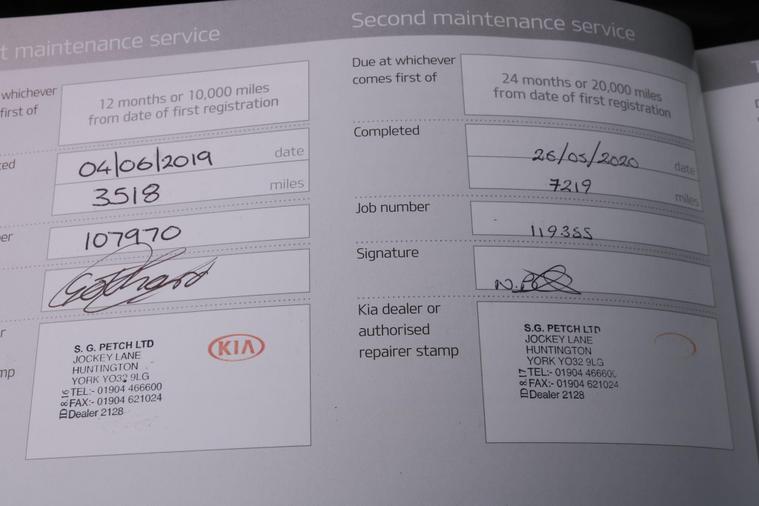 t maintenance service
whichever
first of
12 months or 10,000 miles
from date of first registration
ted
04/06/2019 date
3518 miles
er
107970
r
mp
S. G. PETCH LTD
JOCKEY LANE
HUNTINGTON
YORK YO32 9LG
TEL:- 01904 466600
FAX:- 01904 621024
Dealer 2128
KIA
Second maintenance service
Due at whichever
comes first of
24 months or 20,000 miles
from date of first registration
Completed
26/05/2020 date
7219 miles
Job number
119355
Signature
Kia dealer or
authorised
repairer stamp
S.G. PETCH LTD
JOCKEY LANE
HUNTINGTON
YORK YO32 9LG
TEL:- 01904 466600
FAX:- 01904 621024
Dealer 2128